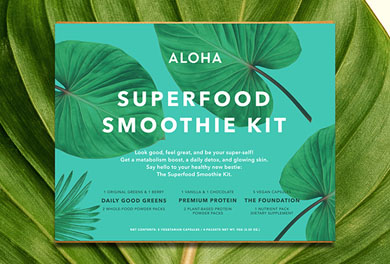 ALOHA
SUPERFOOD
SMOOTHIE KIT
Look good, feel great, and be your super-self!
Get a metabolism boost, a daily detox, and glowing skin.
Say hello to your healthy new bestie:
The Superfood Smoothie Kit.
1 ORIGINAL GREENS & 1 BERRY
DAILY GOOD GREENS
2 WHOLE FOOD POWDER PACKS
1 VANILLA & 1 CHOCOLATE
PREMIUM PROTEIN
2 PLANT-BASED PROTEIN
POWDER PACKS
5 VEGAN CAPSULES
THE FOUNDATION
1 NUTRIENT PACK
DIETARY SUPPLEMENT